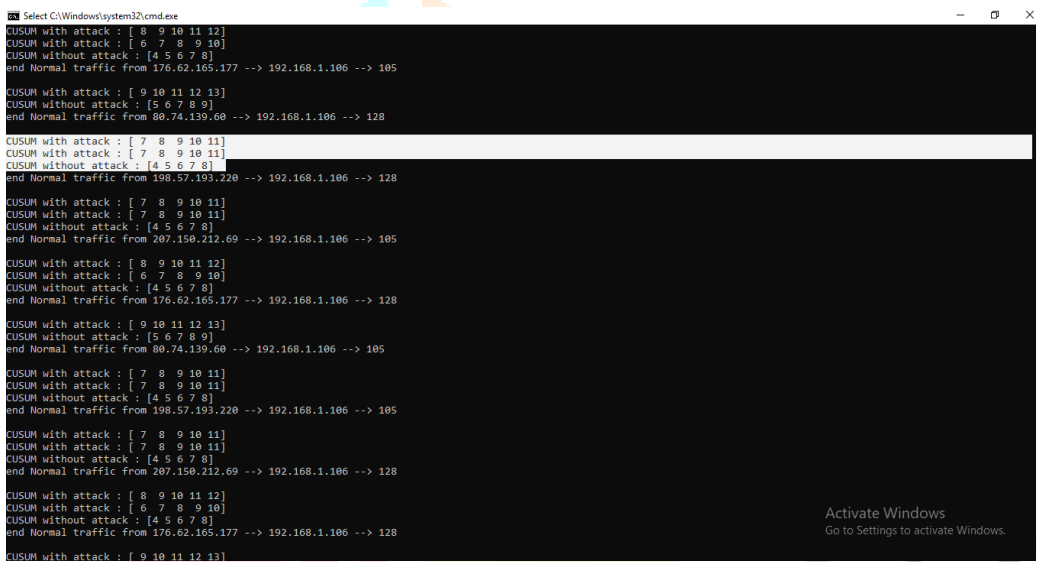 Select C:\Windows\system32\cmd.exe
CUSUM with attack : [ 8  9 10 11 12]
CUSUM with attack : [ 6  7  8  9 10]
CUSUM without attack : [4 5 6 7 8]
end Normal traffic from 176.62.165.177 --> 192.168.1.106 --> 105
CUSUM with attack : [ 9 10 11 12 13]
CUSUM without attack : [5 6 7 8 9]
end Normal traffic from 80.74.139.60 --> 192.168.1.106 --> 128
CUSUM with attack : [ 7  8  9 10 11]
CUSUM with attack : [ 7  8  9 10 11]
CUSUM without attack : [4 5 6 7 8]
end Normal traffic from 198.57.193.220 --> 192.168.1.106 --> 128
CUSUM with attack : [ 7  8  9 10 11]
CUSUM with attack : [ 7  8  9 10 11]
CUSUM without attack : [4 5 6 7 8]
end Normal traffic from 207.150.212.69 --> 192.168.1.106 --> 105
CUSUM with attack : [ 8  9 10 11 12]
CUSUM with attack : [ 6  7  8  9 10]
CUSUM without attack : [4 5 6 7 8]
end Normal traffic from 176.62.165.177 --> 192.168.1.106 --> 128
CUSUM with attack : [ 9 10 11 12 13]
CUSUM without attack : [5 6 7 8 9]
end Normal traffic from 80.74.139.60 --> 192.168.1.106 --> 105
CUSUM with attack : [ 7  8  9 10 11]
CUSUM with attack : [ 7  8  9 10 11]
CUSUM without attack : [4 5 6 7 8]
end Normal traffic from 198.57.193.220 --> 192.168.1.106 --> 105
CUSUM with attack : [ 7  8  9 10 11]
CUSUM with attack : [ 7  8  9 10 11]
CUSUM without attack : [4 5 6 7 8]
end Normal traffic from 207.150.212.69 --> 192.168.1.106 --> 128
CUSUM with attack : [ 8  9 10 11 12]
CUSUM with attack : [ 6  7  8  9 10]
CUSUM without attack : [4 5 6 7 8]
end Normal traffic from 176.62.165.177 --> 192.168.1.106 --> 128
CUSUM with attack : [ 9 10 11 12 13]
Activate Windows
Go to Settings to activate Windows.